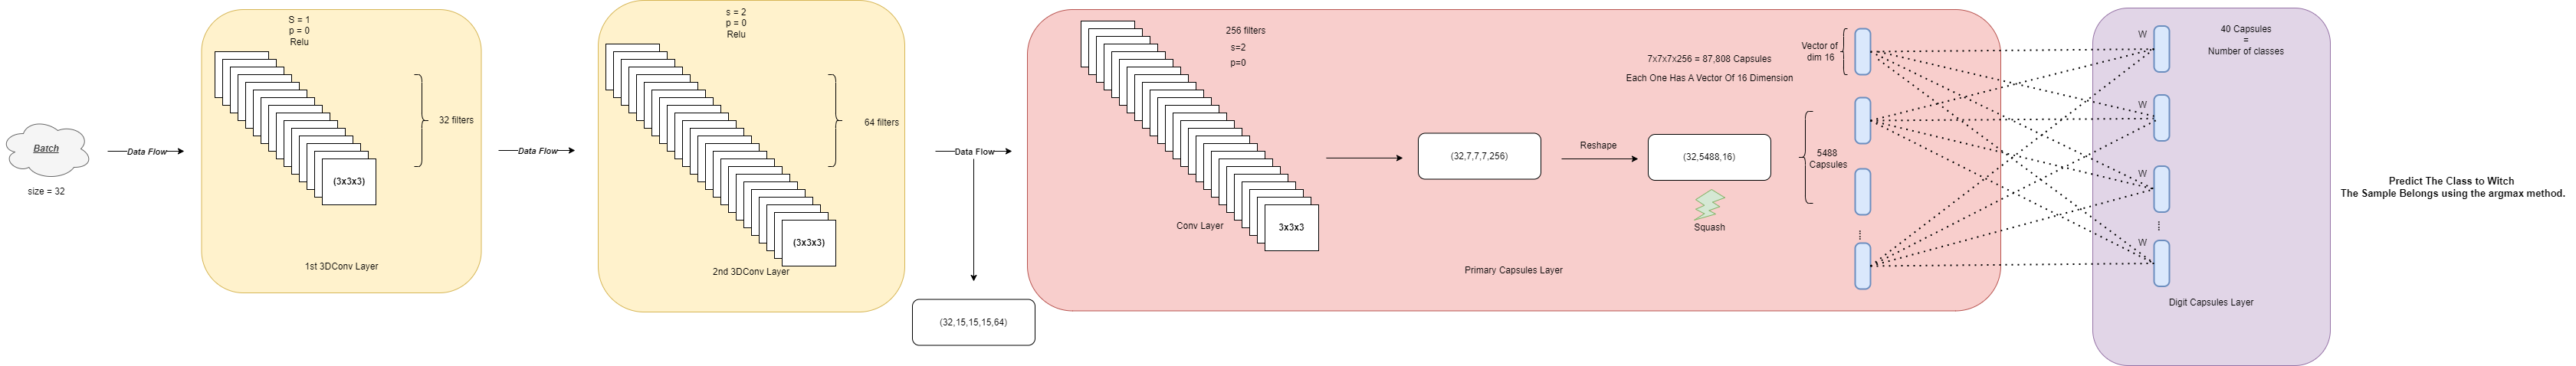 Batch
size = 32
Data Flow
S = 1
p = 0
Relu
32 filters
(3x3x3)
1st 3DConv Layer
Data Flow
s = 2
p = 0
Relu
64 filters
(3x3x3)
2nd 3DConv Layer
Data Flow
(32,15,15,15,64)
256 filters
s=2
p=0
Conv Layer
3x3x3
(32,7,7,7,256)
Reshape
(32,5488,16)
Squash
Primary Capsules Layer
7x7x7x256 = 87,808 Capsules
Each One Has A Vector Of 16 Dimension
Vector of
dim 16
5488
Capsules
W
W
W
W
40 Capsules
=
Number of classes
Digit Capsules Layer
Predict The Class to Witch
The Sample Belongs using the argmax method.